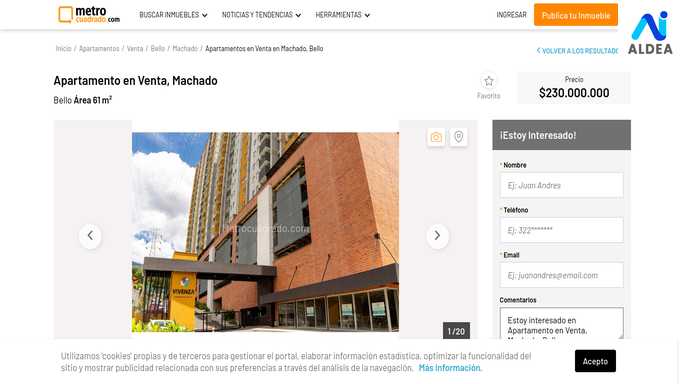 metro
cuadrado.com
BUSCAR INMUEBLES
NOTICIAS Y TENDENCIAS
HERRAMIENTAS
INGRESAR
Publica tu Inmueble
ALDEA
Inicio / Apartamentos / Venta / Bello / Machado / Apartamentos en Venta en Machado, Bello
VOLVER A LOS RESULTADO
Apartamento en Venta, Machado
Bello Área 61 m²
Favorito
Precio
$230.000.000
¡Estoy Interesado!
* Nombre
Ej: Juan Andres
* Teléfono
Ej: 322*******
* Email
Ej: juanandres@email.com
Comentarios
Estoy interesado en
Apartamento en Venta,
Metrocuadrado.com
VIVENZA
1 / 20
Utilizamos 'cookies' propias y de terceros para gestionar el portal, elaborar información estadística, optimizar la funcionalidad del
sitio y mostrar publicidad relacionada con sus preferencias a través del análisis de la navegación. Más Información.
Acepto